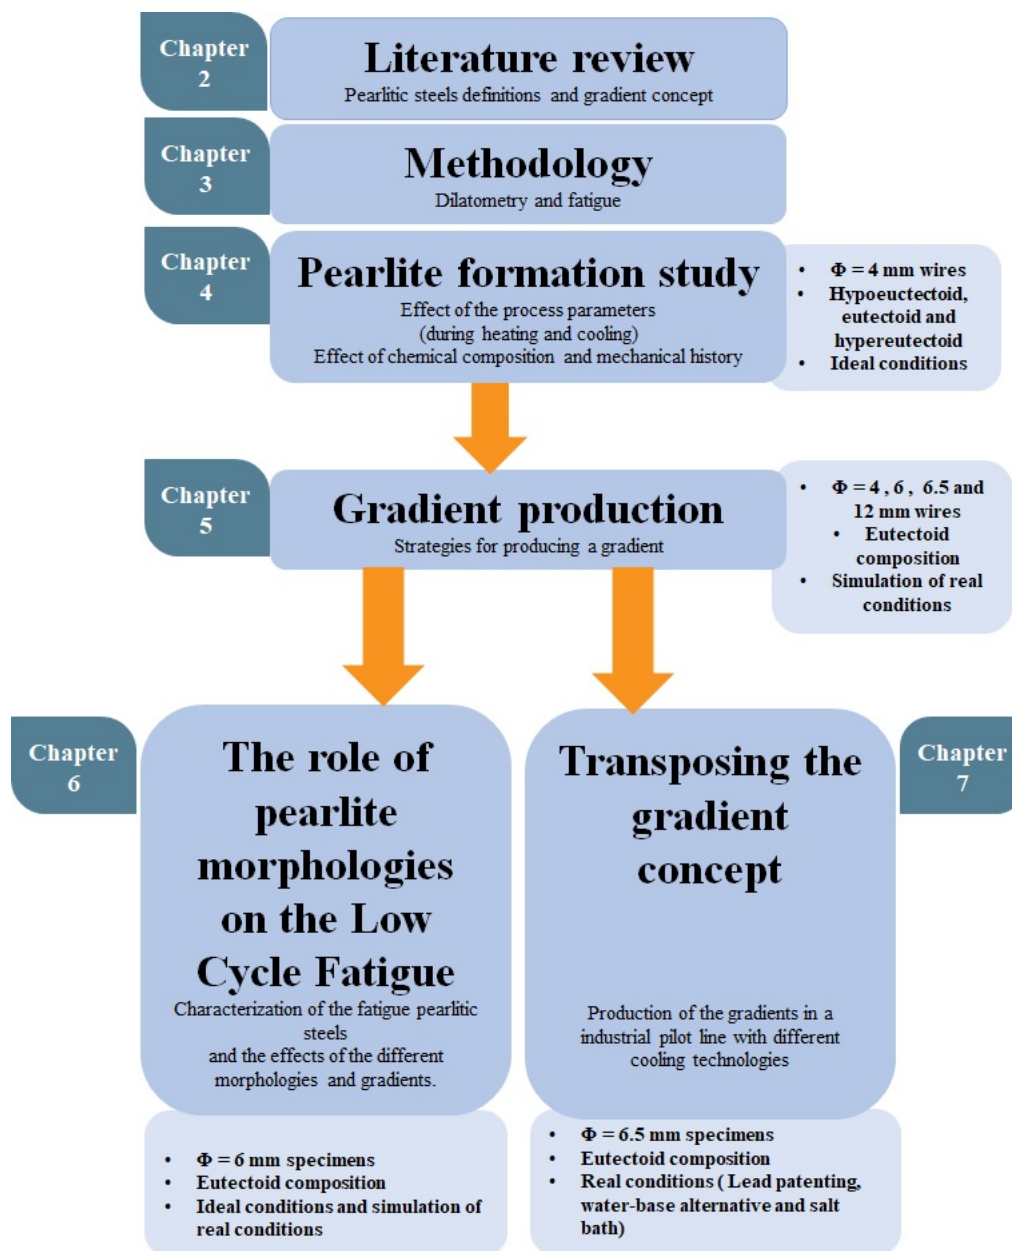 Chapter
2
Literature review
Pearlitic steels definitions and gradient concept
Chapter
3
Methodology
Dilatometry and fatigue
Chapter
4
Pearlite formation study
Effect of the process parameters
(during heating and cooling)
Effect of chemical composition and mechanical history
• Φ = 4 mm wires
• Hypoeuctectoid,
eutectoid and
hypereutectoid
• Ideal conditions
Chapter
5
Gradient production
Strategies for producing a gradient
• Φ = 4 , 6 , 6.5 and
12 mm wires
• Eutectoid
composition
• Simulation of real
conditions
Chapter
6
The role of
pearlite
morphologies
on the Low
Cycle Fatigue
Characterization of the fatigue pearlitic
steels
and the effects of the different
morphologies and gradients.
• Φ = 6 mm specimens
• Eutectoid composition
• Ideal conditions and simulation of
real conditions
Chapter
7
Transposing the
gradient
concept
Production of the gradients in a
industrial pilot line with different
cooling technologies
• Φ = 6.5 mm specimens
• Eutectoid composition
• Real conditions ( Lead patenting,
water-base alternative and salt
bath)